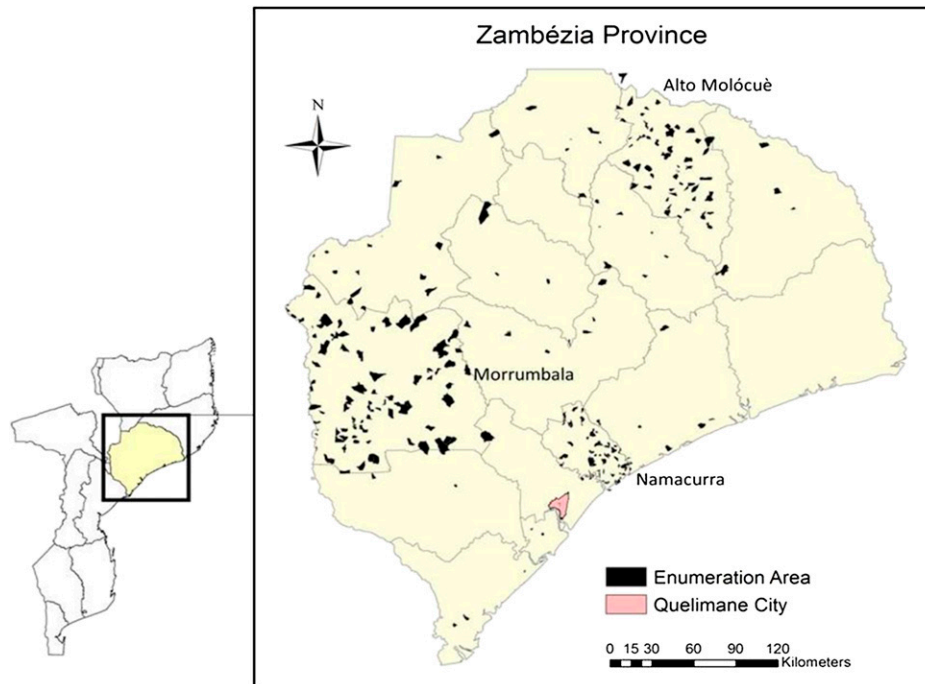 Zambézia Province
Alto Molócuè
N
Morrumbala
Namacurra
Enumeration Area
Quelimane City
0 15 30 60 90 120
Kilometers